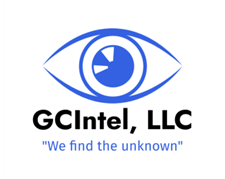 GCIntel, LLC
"We find the unknown"